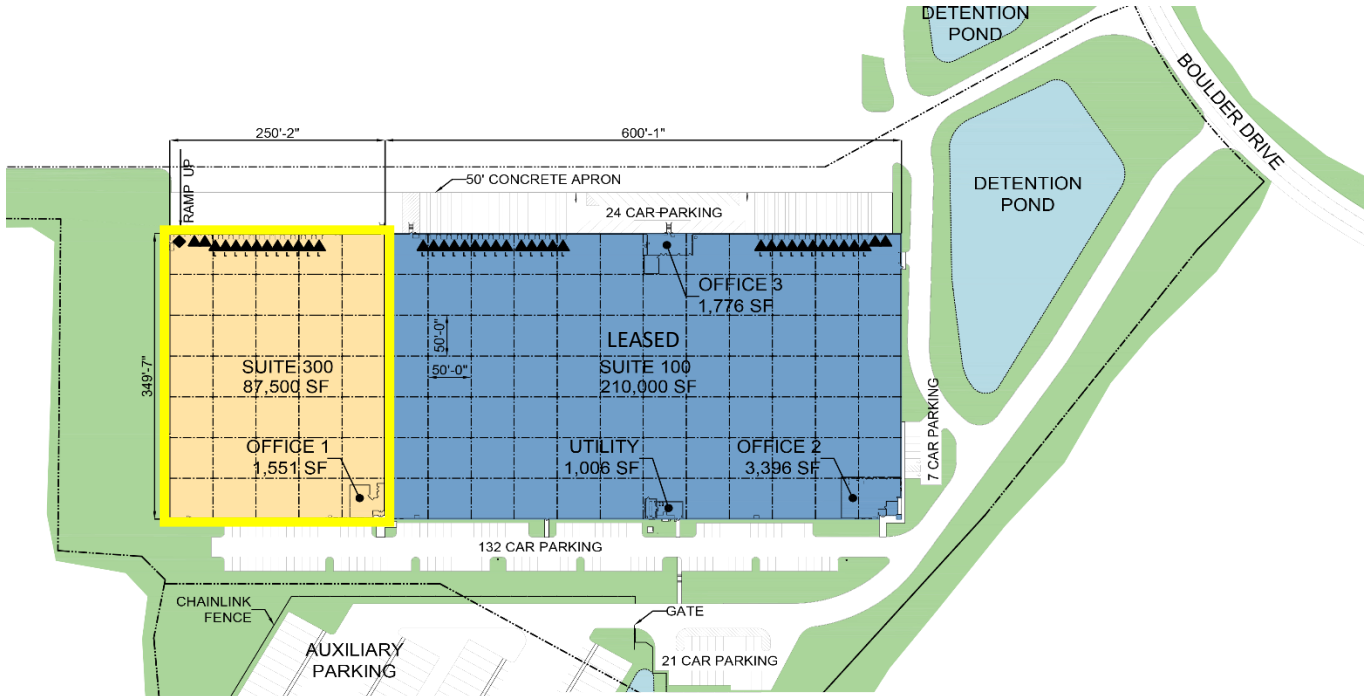 DETENTION
POND
BOULDER DRIVE
250'-2"
600'-1"
RAMP UP
50' CONCRETE APRON
24 CAR PARKING
DETENTION
POND
OFFICE 3
1,776 SF
349'-7"
50'-0"
50'-0"
LEASED
SUITE 300
87,500 SF
SUITE 100
210,000 SF
OFFICE 1
1,551 SF
UTILITY
1,006 SF
OFFICE 2
3,396 SF
7 CAR PARKING
132 CAR PARKING
CHAINLINK
FENCE
GATE
AUXILIARY
PARKING
21 CAR PARKING